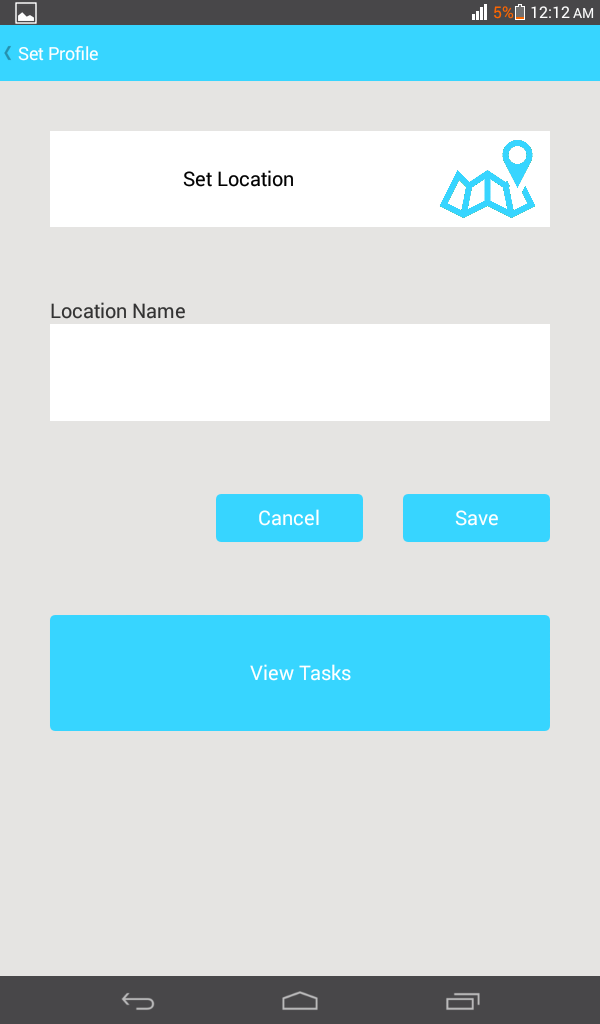 5% 12:12 AM
Set Profile
Set Location
Location Name
Cancel Save
View Tasks